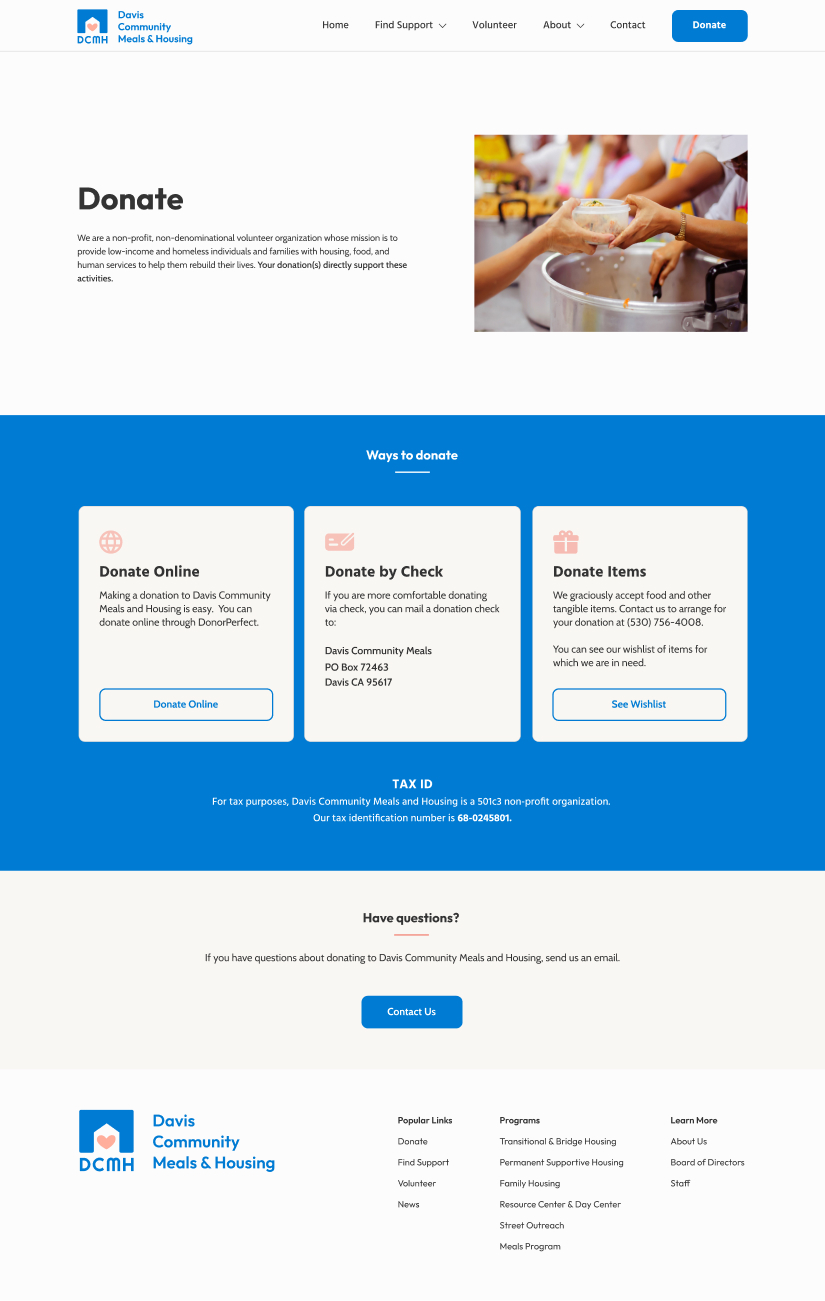 Davis
Community
Meals & Housing
DCMH
Home
Find Support
Volunteer
About
Contact
Donate
Donate
We are a non-profit, non-denominational volunteer organization whose mission is to
provide low-income and homeless individuals and families with housing, food, and
human services to help them rebuild their lives. Your donation(s) directly support these
activities.
Ways to donate
Donate Online
Making a donation to Davis Community
Meals and Housing is easy.  You can
donate online through DonorPerfect.
Donate Online
Donate by Check
If you are more comfortable donating
via check, you can mail a donation check
to:
Davis Community Meals
PO Box 72463
Davis CA 95617
Donate Items
We graciously accept food and other
tangible items. Contact us to arrange for
your donation at (530) 756-4008.
You can see our wishlist of items for
which we are in need.
See Wishlist
TAX ID
For tax purposes, Davis Community Meals and Housing is a 501c3 non-profit organization.
Our tax identification number is 68-0245801.
Have questions?
If you have questions about donating to Davis Community Meals and Housing, send us an email.
Contact Us
DCMH
Davis
Community
Meals & Housing
Popular Links
Donate
Find Support
Volunteer
News
Programs
Transitional & Bridge Housing
Permanent Supportive Housing
Family Housing
Resource Center & Day Center
Street Outreach
Meals Program
Learn More
About Us
Board of Directors
Staff